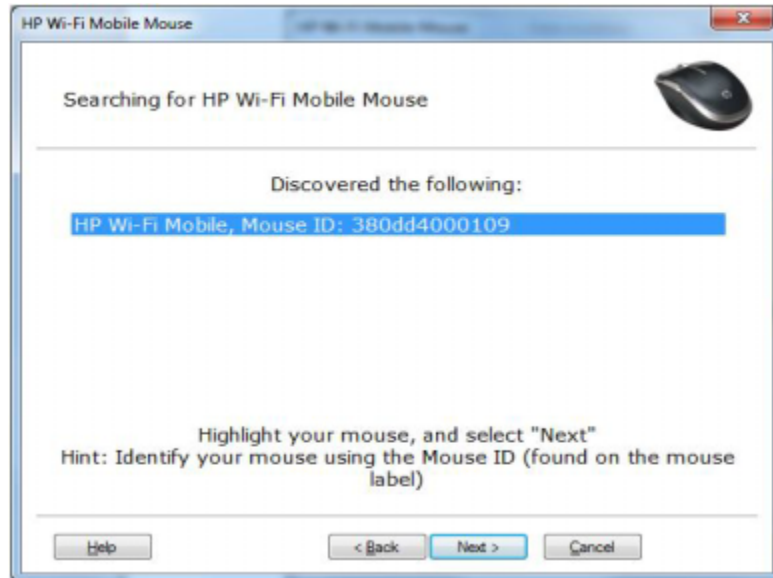 HP Wi-Fi Mobile Mouse
Searching for HP Wi-Fi Mobile Mouse
Discovered the following:
HP Wi-Fi Mobile, Mouse ID: 380dd4000109
Highlight your mouse, and select "Next"
Hint: Identify your mouse using the Mouse ID (found on the mouse
label)
Help < Back Next > Cancel